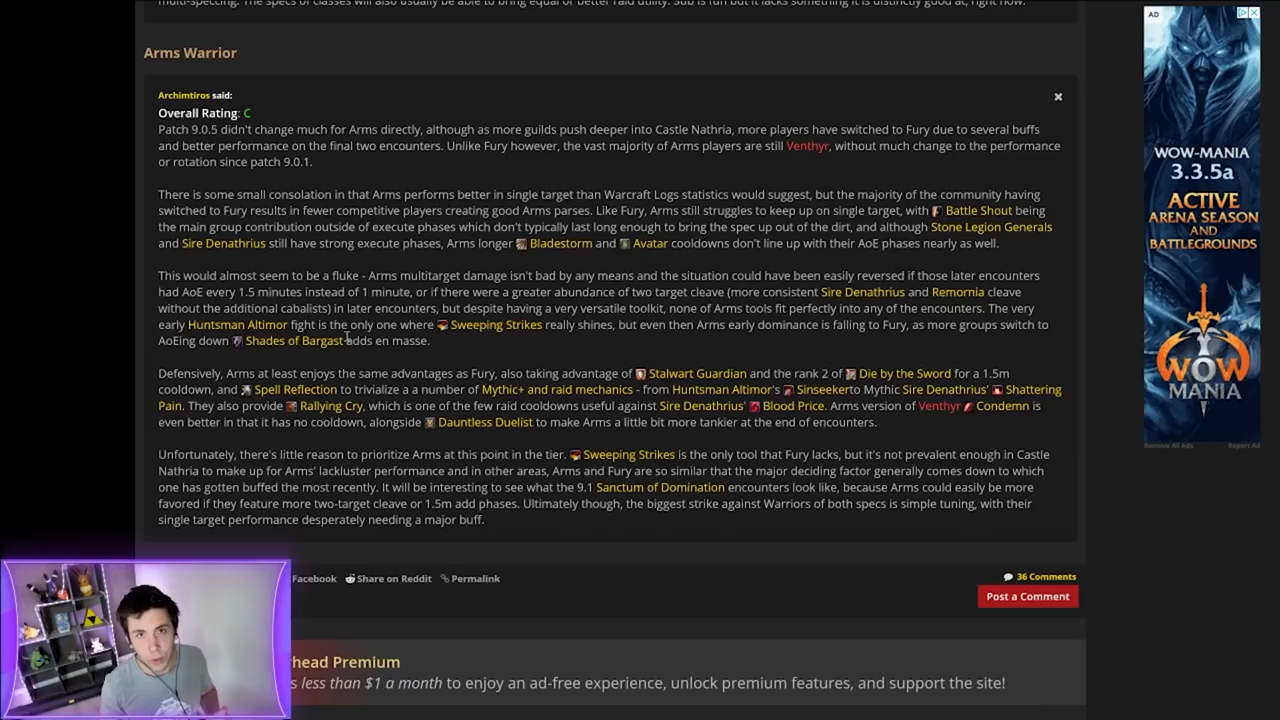 multi-speccing. The specs of classes will also usually be able to bring equal or better raid utility. Sub is fun but it lacks something it is distinctly good at, right now.
Arms Warrior
Archimtiros said:
Overall Rating: C
Patch 9.0.5 didn't change much for Arms directly, although as more guilds push deeper into Castle Nathria, more players have switched to Fury due to several buffs
and better performance on the final two encounters. Unlike Fury however, the vast majority of Arms players are still Venthyr, without much change to the performance
or rotation since patch 9.0.1.
There is some small consolation in that Arms performs better in single target than Warcraft Logs statistics would suggest, but the majority of the community having
switched to Fury results in fewer competitive players creating good Arms parses. Like Fury, Arms still struggles to keep up on single target, with Battle Shout being
the main group contribution outside of execute phases which don't typically last long enough to bring the spec up out of the dirt, and although Stone Legion Generals
and Sire Denathrius still have strong execute phases, Arms longer Bladestorm and Avatar cooldowns don't line up with their AoE phases nearly as well.
This would almost seem to be a fluke - Arms multitarget damage isn't bad by any means and the situation could have been easily reversed if those later encounters
had AoE every 1.5 minutes instead of 1 minute, or if there were a greater abundance of two target cleave (more consistent Sire Denathrius and Remornia cleave
without the additional cabalists) in later encounters, but despite having a very versatile toolkit, none of Arms tools fit perfectly into any of the encounters. The very
early Huntsman Altimor fight is the only one where Sweeping Strikes really shines, but even then Arms early dominance is falling to Fury, as more groups switch to
AoEing down Shades of Bargast adds en masse.
Defensively, Arms at least enjoys the same advantages as Fury, also taking advantage of Stalwart Guardian and the rank 2 of Die by the Sword for a 1.5m
cooldown, and Spell Reflection to trivialize a a number of Mythic+ and raid mechanics - from Huntsman Altimor's Sinseekerto Mythic Sire Denathrius' Shattering
Pain. They also provide Rallying Cry, which is one of the few raid cooldowns useful against Sire Denathrius' Blood Price. Arms version of Venthyr Condemn is
even better in that it has no cooldown, alongside Dauntless Duelist to make Arms a little bit more tankier at the end of encounters.
Unfortunately, there's little reason to prioritize Arms at this point in the tier. Sweeping Strikes is the only tool that Fury lacks, but it's not prevalent enough in Castle
Nathria to make up for Arms' lackluster performance and in other areas, Arms and Fury are so similar that the major deciding factor generally comes down to which
one has gotten buffed the most recently. It will be interesting to see what the 9.1 Sanctum of Domination encounters look like, because Arms could easily be more
favored if they feature more two-target cleave or 1.5m add phases. Ultimately though, the biggest strike against Warriors of both specs is simple tuning, with their
single target performance desperately needing a major buff.
Facebook Share on Reddit Permalink
36 Comments
Post a Comment
head Premium
s less than $1 a month to enjoy an ad-free experience, unlock premium features, and support the site!
AD
WOW-MANIA
3.3.5a
ACTIVE
ARENA SEASON
AND
BATTLEGROUNDS
WOW
MANIA
Remove All Ads Report Ad